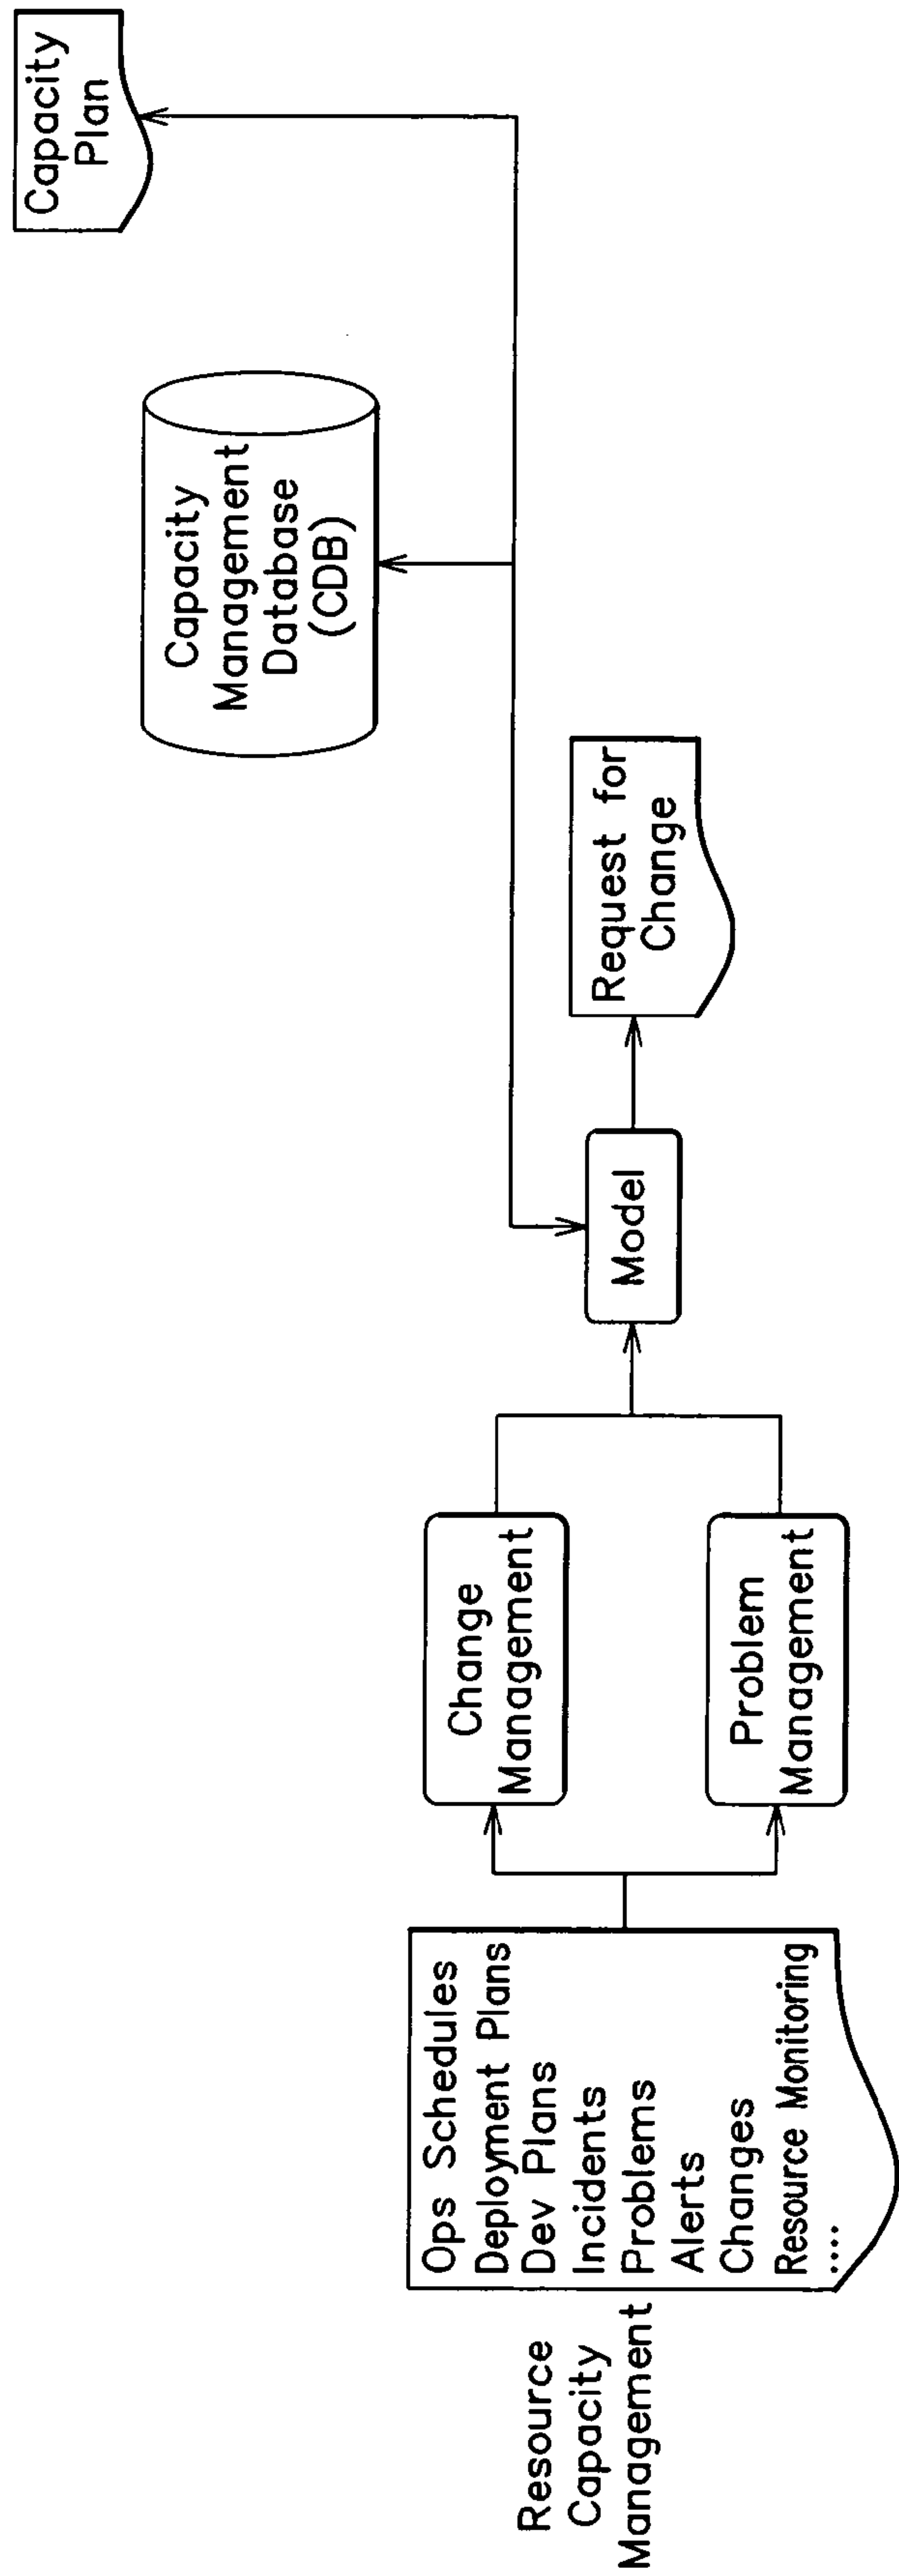 Resource
Capacity
Management
Ops Schedules
Deployment Plans
Dev Plans
Incidents
Problems
Alerts
Changes
Resource Monitoring
....
Change
Management
Problem
Management
Model
Request for
Change
Capacity
Management
Database
(CDB)
Capacity
Plan